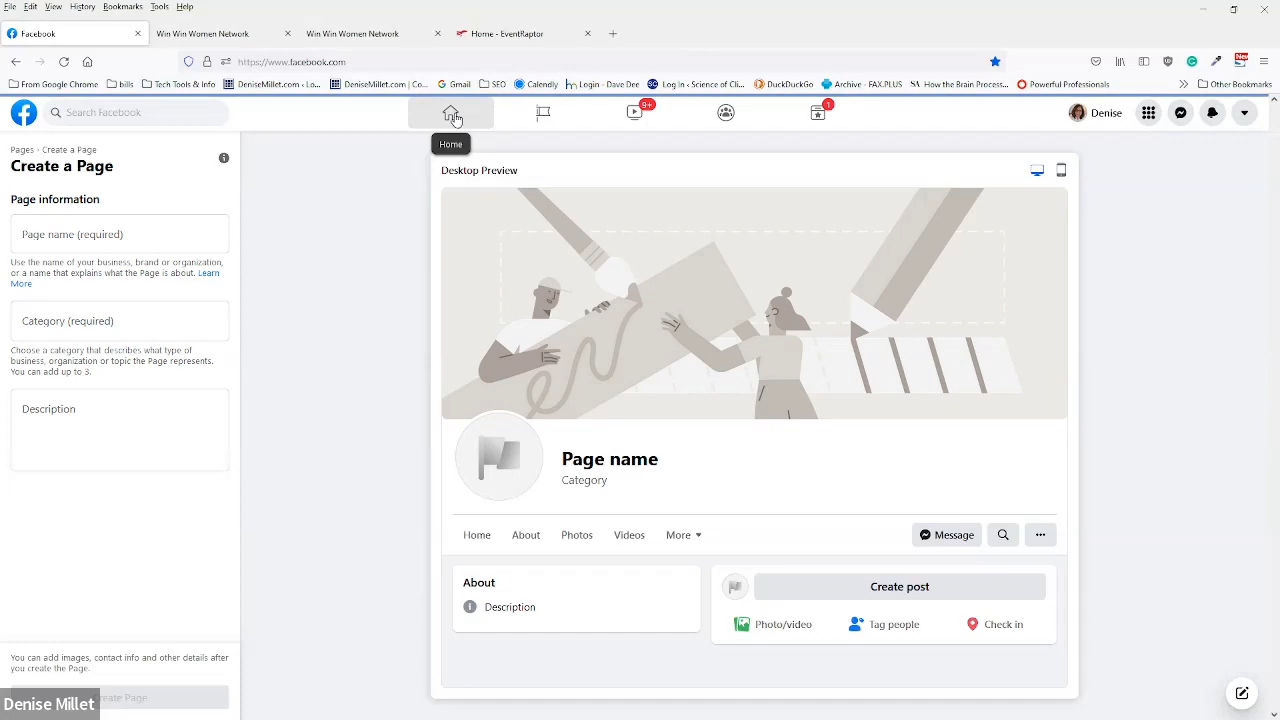 File Edit View History Bookmarks Tools Help
Facebook
Win Win Women Network
Win Win Women Network
Home - EventRaptor
https://www.facebook.com
New
From Google Chrome
bills
Tech Tools & Info
DeniseMillet.com ‹ Lo...
DeniseMillet.com | Co...
Gmail
SEO
Calendly
Login - Dave Dee
Log In ‹ Science of Cli...
DuckDuckGo
Archive - FAX.PLUS
How the Brain Proces...
Powerful Professionals
Other Bookmarks
Search Facebook
9+
1
Denise
Home
Pages › Create a Page
Create a Page
Page information
Page name (required)
Use the name of your business, brand or organization,
or a name that explains what the Page is about. Learn
More
Category (required)
Choose a category that describes what type of
business, organization or topic the Page represents.
You can add up to 3.
Description
You can add images, contact info and other details after
you create the Page.
Create Page
Denise Millet
Desktop Preview
Page name
Category
Home
About
Photos
Videos
More
Message
About
Description
Create post
Photo/video
Tag people
Check in